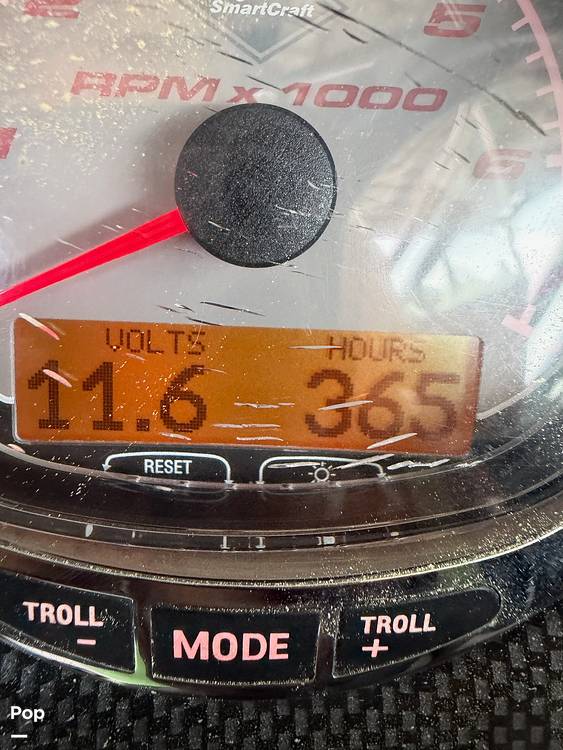 SmartCraft
5
RPM x 1000
6
VOLTS HOURS
11.6 365
RESET
TROLL
-
MODE
TROLL
+
Pop